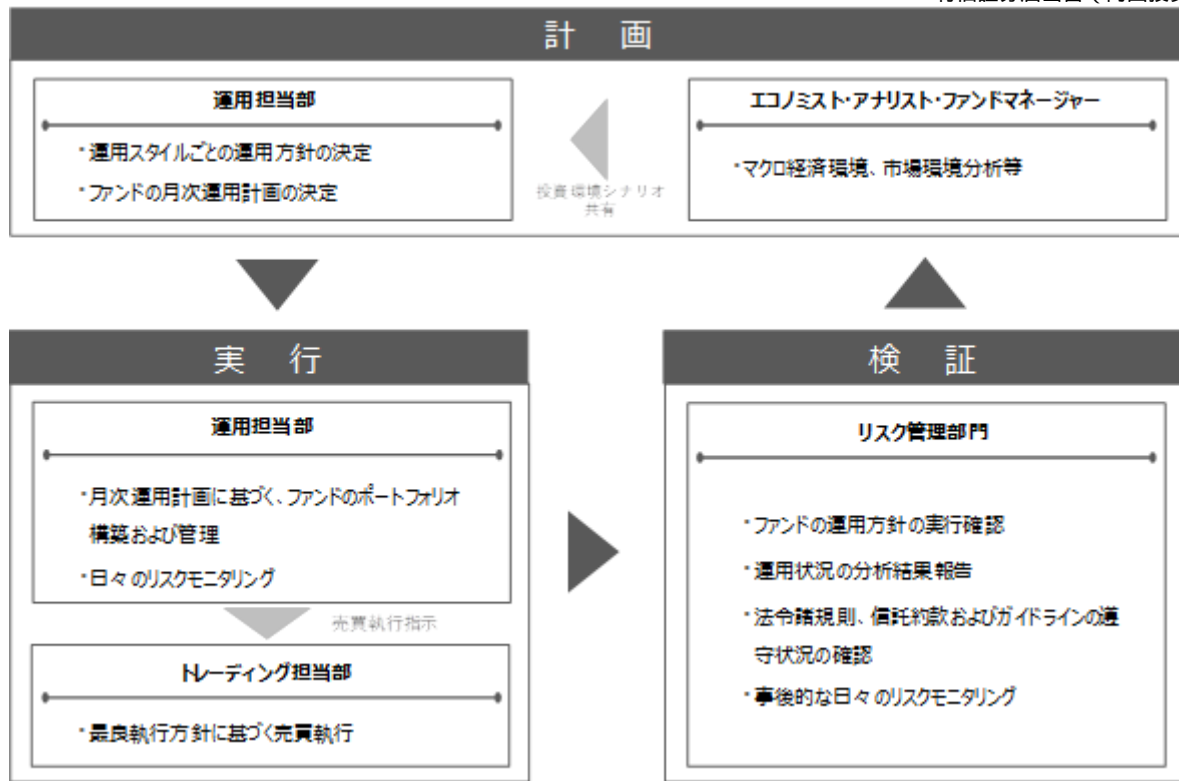 計 画
運用担当部
・運用スタイルごとの運用方針の決定
・ファンドの月次運用計画の決定
投資環境シナリオ
共有
エコノミスト・アナリスト・ファンドマネージャー
・マクロ経済環境、市場環境分析等
実 行
運用担当部
・月次運用計画に基づく、ファンドのポートフォリオ
構築および管理
・日々のリスクモニタリング
売買執行指示
トレーディング担当部
・最良執行方針に基づく売買執行
検 証
リスク管理部門
・ファンドの運用方針の実行確認
・運用状況の分析結果報告
・法令諸規則、信託約款およびガイドラインの遵
守状況の確認
・事後的な日々のリスクモニタリング